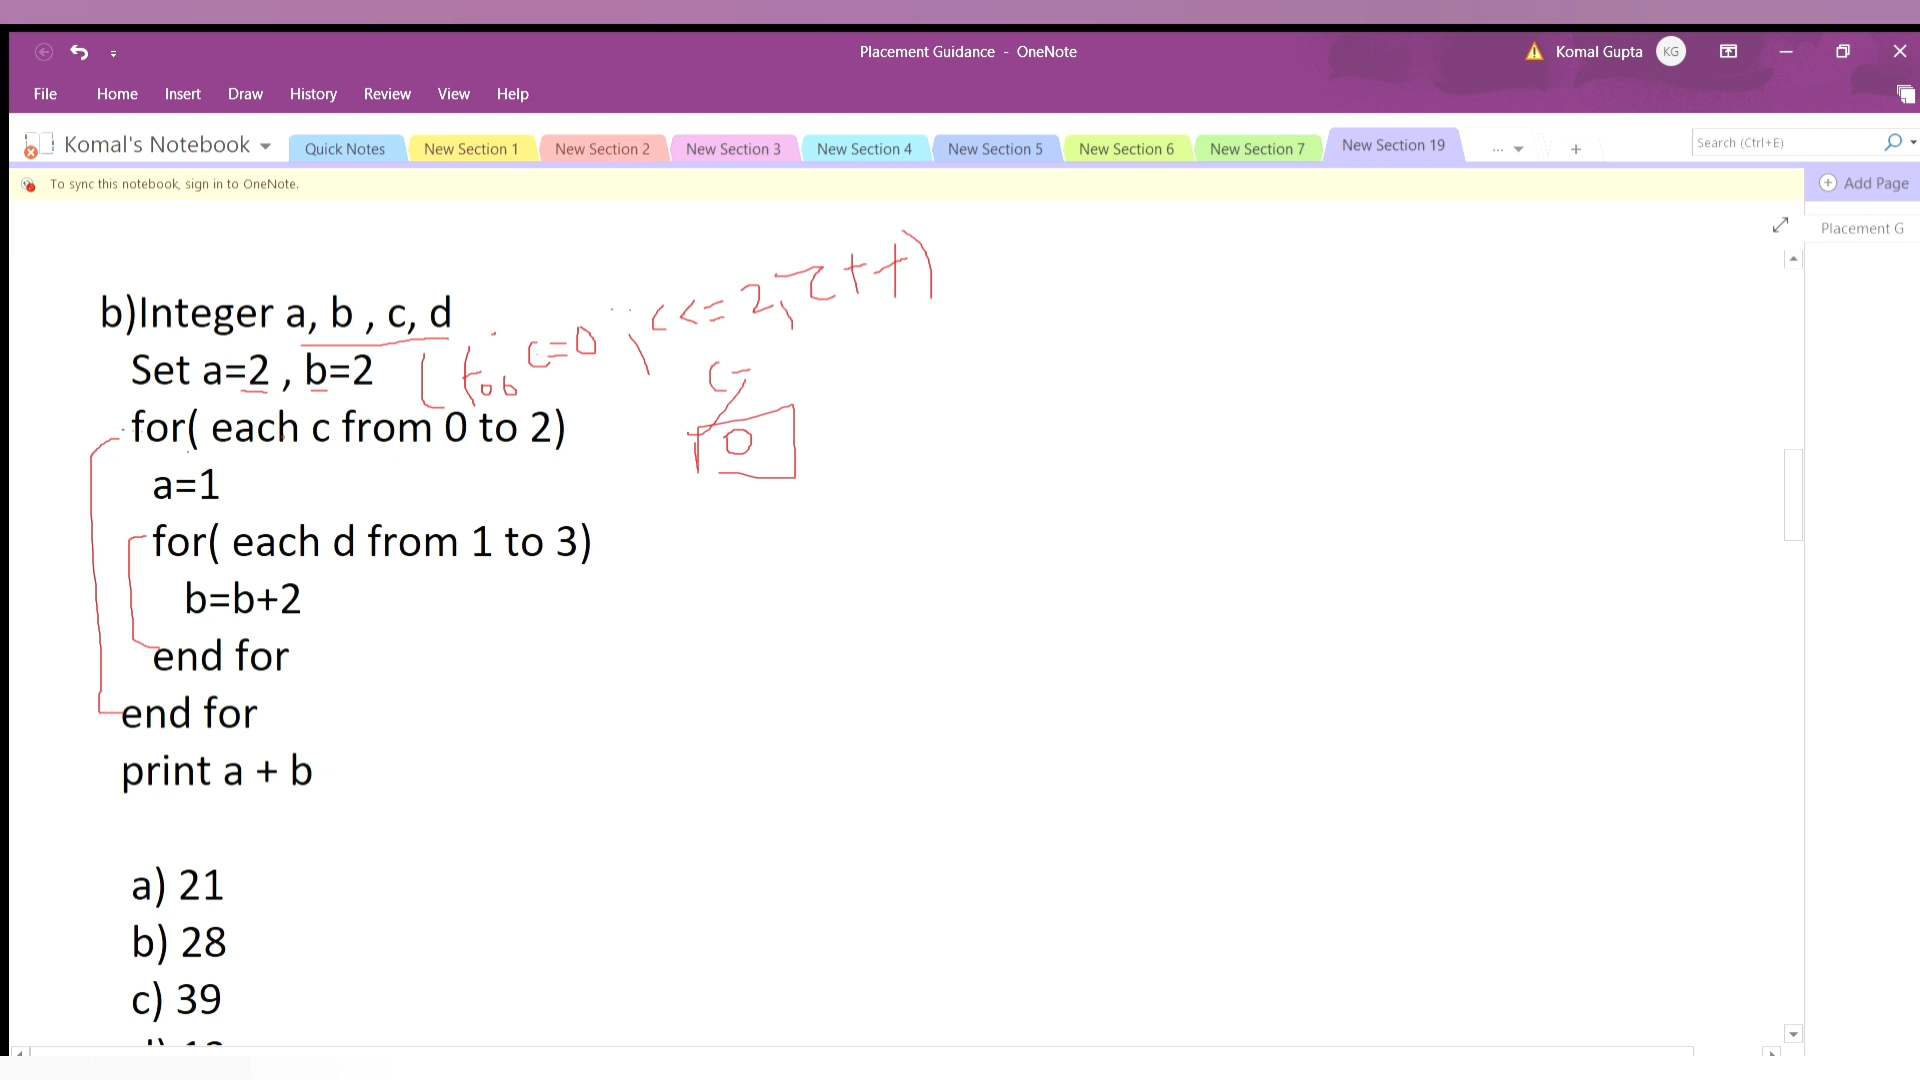 Placement Guidance - OneNote
Komal Gupta
KG
File Home Insert Draw History Review View Help
Komal's Notebook
Quick Notes
New Section 1
New Section 2
New Section 3
New Section 4
New Section 5
New Section 6
New Section 7
New Section 19
...
Search (Ctrl+E)
To sync this notebook, sign in to OneNote.
Add Page
Placement G
b)Integer a, b , c, d
Set a=2 , b=2
c=0 ;
c<=2;
c=
0
for( each c from 0 to 2)
a=1
for( each d from 1 to 3)
b=b+2
end for
end for
print a + b
a) 21
b) 28
c) 39